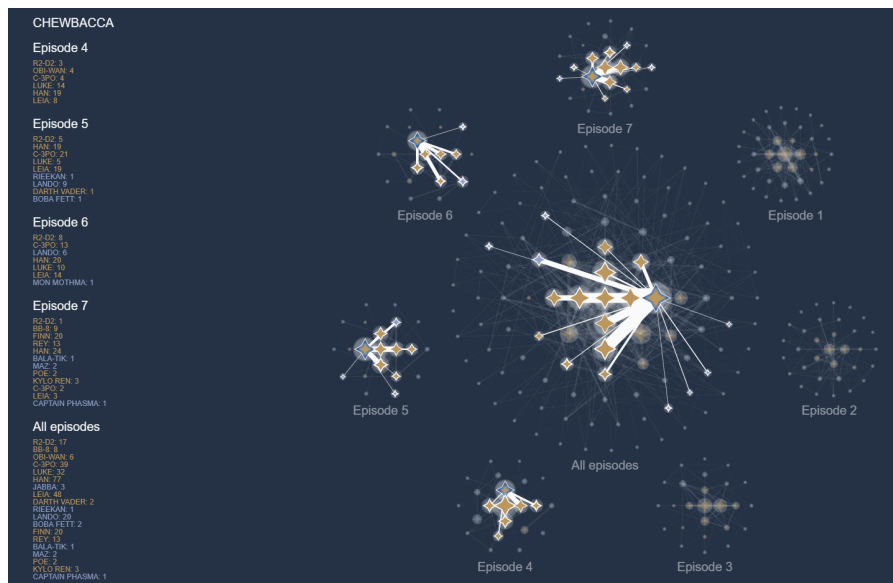 CHEWBACCA
Episode 4
R2-D2: 3
OBI-WAN: 4
C-3PO: 4
LUKE: 14
HAN: 19
LEIA: 8
Episode 5
R2-D2: 5
HAN: 19
C-3PO: 21
LUKE: 5
LEIA: 19
RIEEKAN: 1
LANDO: 9
DARTH VADER: 1
BOBA FETT: 1
Episode 6
R2-D2: 8
C-3PO: 13
LANDO: 6
HAN: 20
LUKE: 10
LEIA: 14
MON MOTHMA: 1
Episode 7
R2-D2: 1
BB-8: 9
FINN: 20
REY: 13
HAN: 24
BALA-TIK: 1
MAZ: 2
POE: 2
KYLO REN: 3
C-3PO: 2
LEIA: 3
CAPTAIN PHASMA: 1
All episodes
R2-D2: 17
BB-8: 8
OBI-WAN: 6
C-3PO: 39
LUKE: 32
HAN: 77
JABBA: 3
LEIA: 48
DARTH VADER: 2
RIEEKAN: 1
LANDO: 20
BOBA FETT: 2
FINN: 20
REY: 13
BALA-TIK: 1
MAZ: 2
POE: 2
KYLO REN: 3
CAPTAIN PHASMA: 1
Episode 7
Episode 6
Episode 1
Episode 5
Episode 2
All episodes
Episode 4
Episode 3